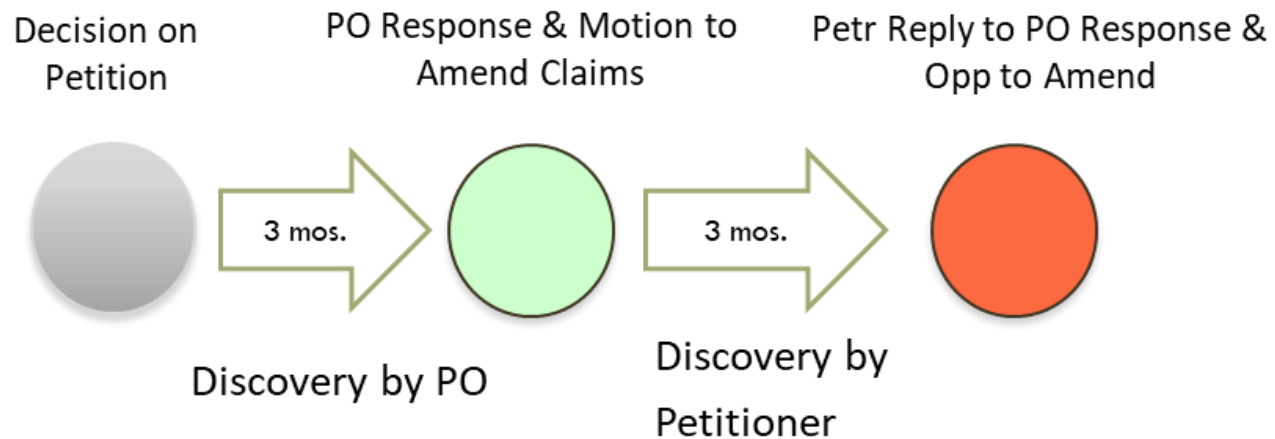 Decision on
Petition
PO Response & Motion to
Amend Claims
Petr Reply to PO Response &
Opp to Amend
3 mos.
3 mos.
Discovery by PO
Discovery by
Petitioner